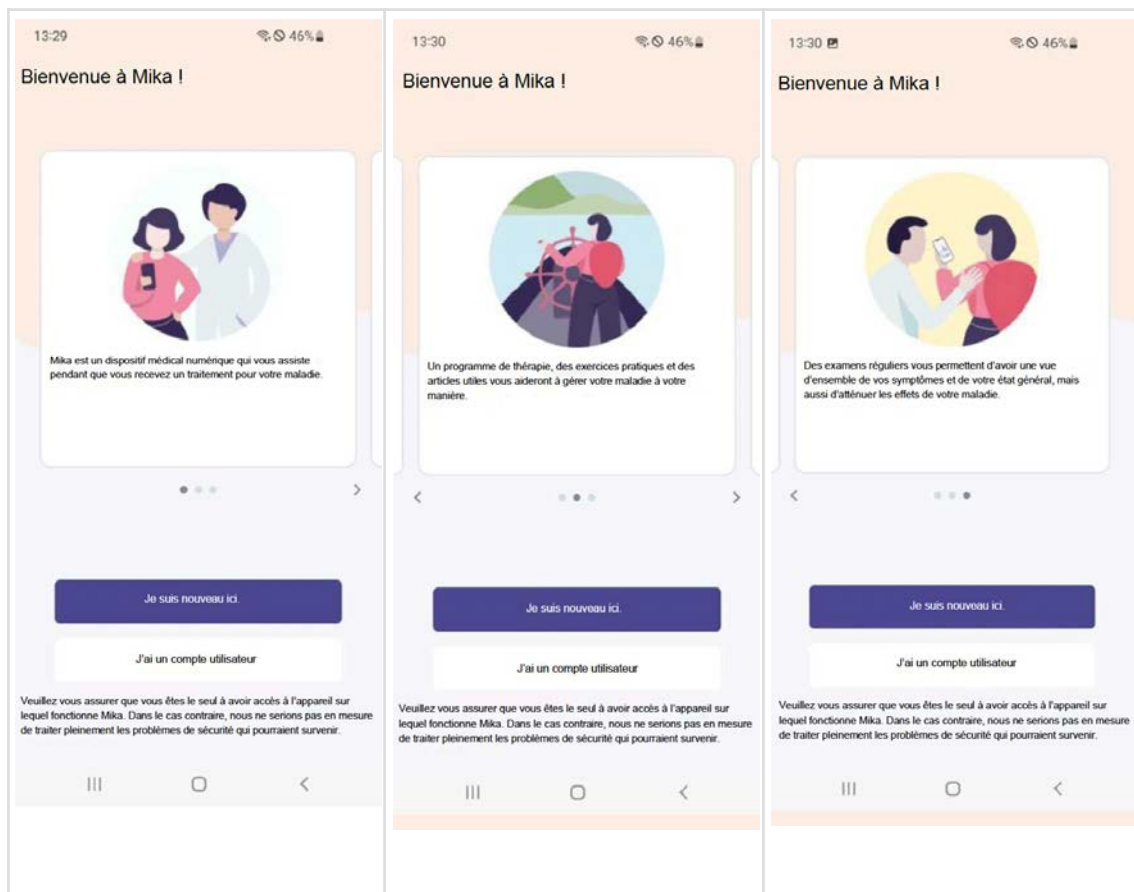 13:29
46%
Bienvenue à Mika !
Mika est un dispositif médical numérique qui vous assiste
pendant que vous recevez un traitement pour votre maladie.
Je suis nouveau ici.
J'ai un compte utilisateur
Veuillez vous assurer que vous êtes le seul à avoir accès à l'appareil sur
lequel fonctionne Mika. Dans le cas contraire, nous ne serions pas en mesure
de traiter pleinement les problèmes de sécurité qui pourraient survenir.
13:30
46%
Bienvenue à Mika !
Un programme de thérapie, des exercices pratiques et des
articles utiles vous aideront à gérer votre maladie à votre
manière.
Je suis nouveau ici.
J'ai un compte utilisateur
Veuillez vous assurer que vous êtes le seul à avoir accès à l'appareil sur
lequel fonctionne Mika. Dans le cas contraire, nous ne serions pas en mesure
de traiter pleinement les problèmes de sécurité qui pourraient survenir.
13:30
46%
Bienvenue à Mika !
Des examens réguliers vous permettent d'avoir une vue
d'ensemble de vos symptômes et de votre état général, mais
aussi d'atténuer les effets de votre maladie.
Je suis nouveau ici.
J'ai un compte utilisateur
Veuillez vous assurer que vous êtes le seul à avoir accès à l'appareil sur
lequel fonctionne Mika. Dans le cas contraire, nous ne serions pas en mesure
de traiter pleinement les problèmes de sécurité qui pourraient survenir.